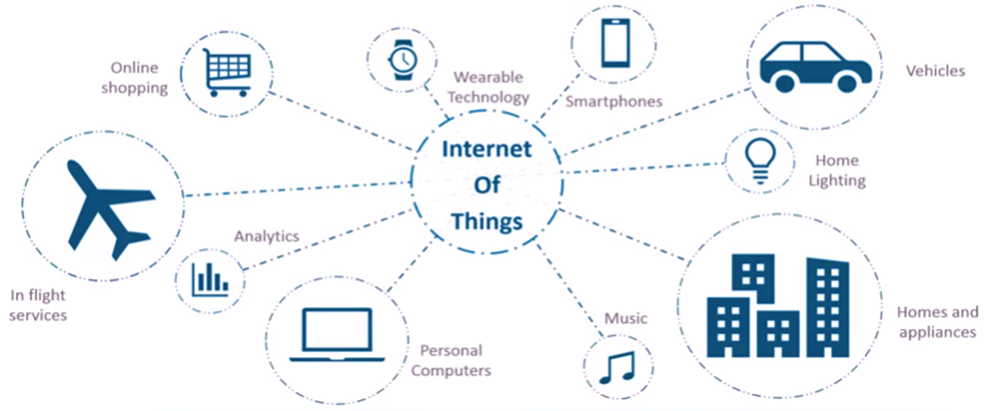 Online
shopping
Wearable
Technology
Smartphones
Vehicles
Internet
Of
Things
Home
Lighting
Analytics
In flight
services
Personal
Computers
Music
Homes and
appliances